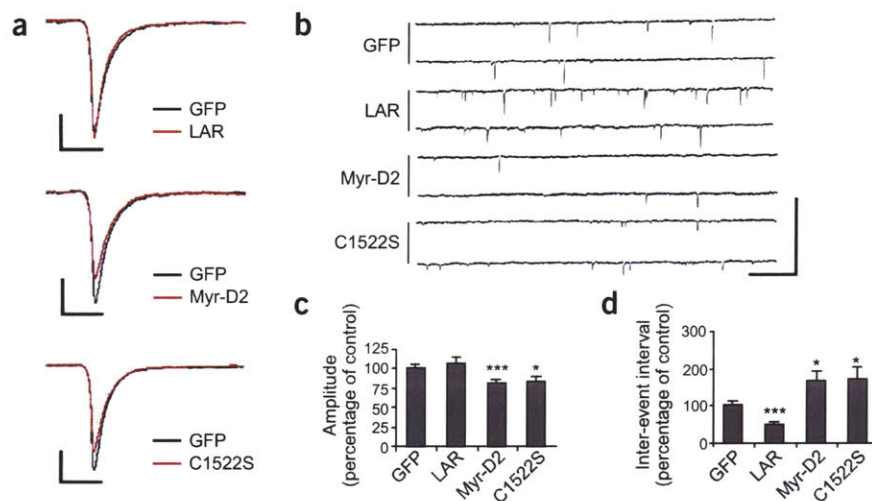 a
GFP
LAR
GFP
Myr-D2
GFP
C1522S
b
GFP
LAR
Myr-D2
C1522S
c
Amplitude
(percentage of control)
125
100
75
50
25
0
***
*
GFP
LAR
Myr-D2
C1522S
d
Inter-event interval
(percentage of control)
300
200
100
0
***
*
*
GFP
LAR
Myr-D2
C1522S